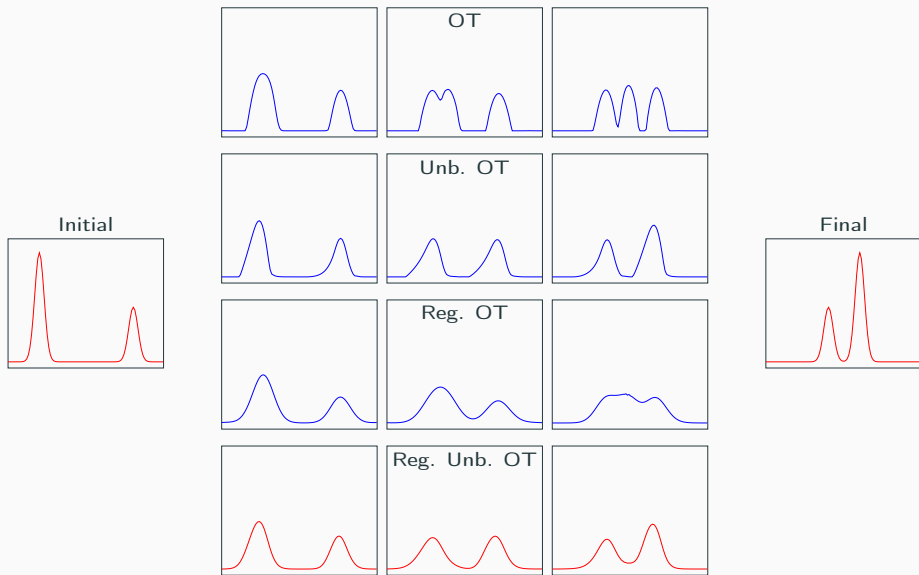 OT
Unb. OT
Initial
Final
Reg. OT
Reg. Unb. OT